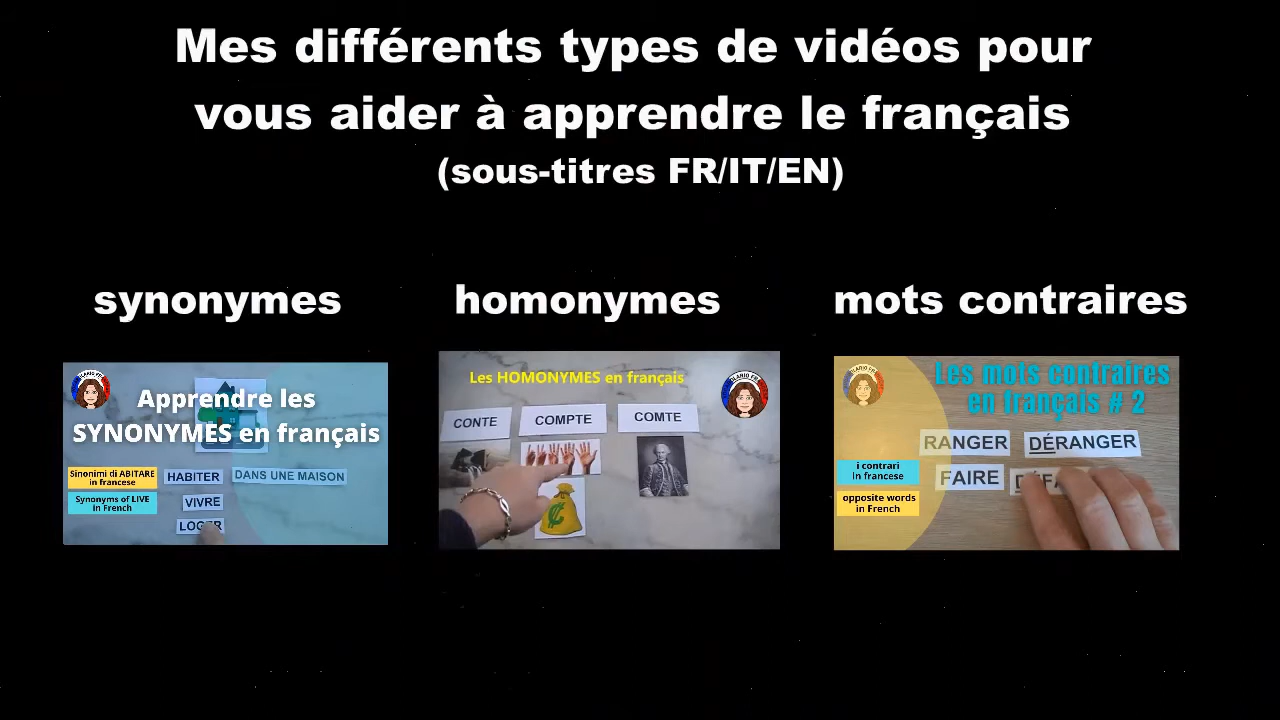 Mes différents types de vidéos pour
vous aider à apprendre le français
(sous-titres FR/IT/EN)
synonymes
homonymes
mots contraires
Apprendre les
SYNONYMES en français
Sinonimi di ABITARE
in francese
Synonyms of LIVE
in French
HABITER
DANS UNE MAISON
VIVRE
LOGER
Les HOMONYMES en français
CONTE
COMPTE
COMTE
Les mots contraires
en français # 2
RANGER
DÉRANGER
FAIRE
i contrari
in francese
opposite words
in French